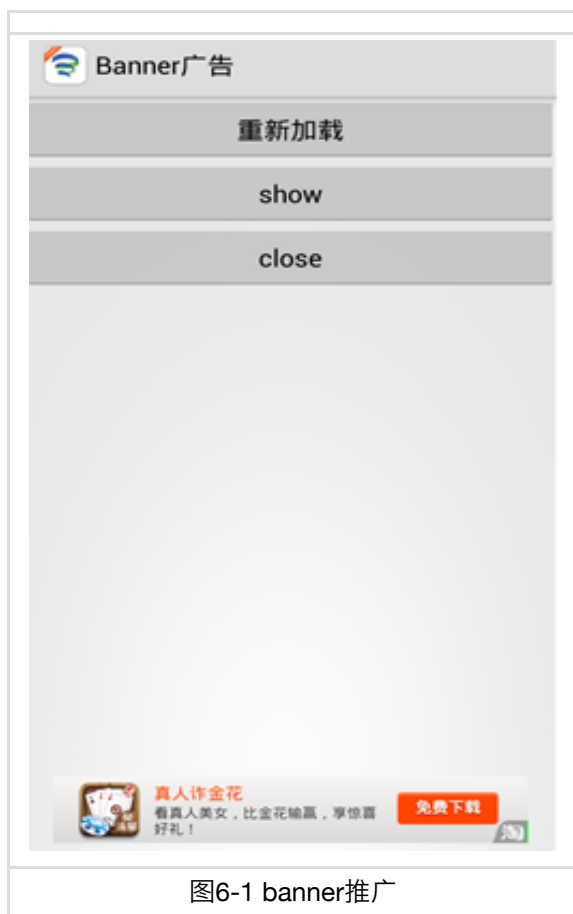 Banner广告
重新加载
show
close
真人诈金花
看真人美女，比金花输赢，享惊喜
好礼！
免费下载
淘
图6-1 banner推广